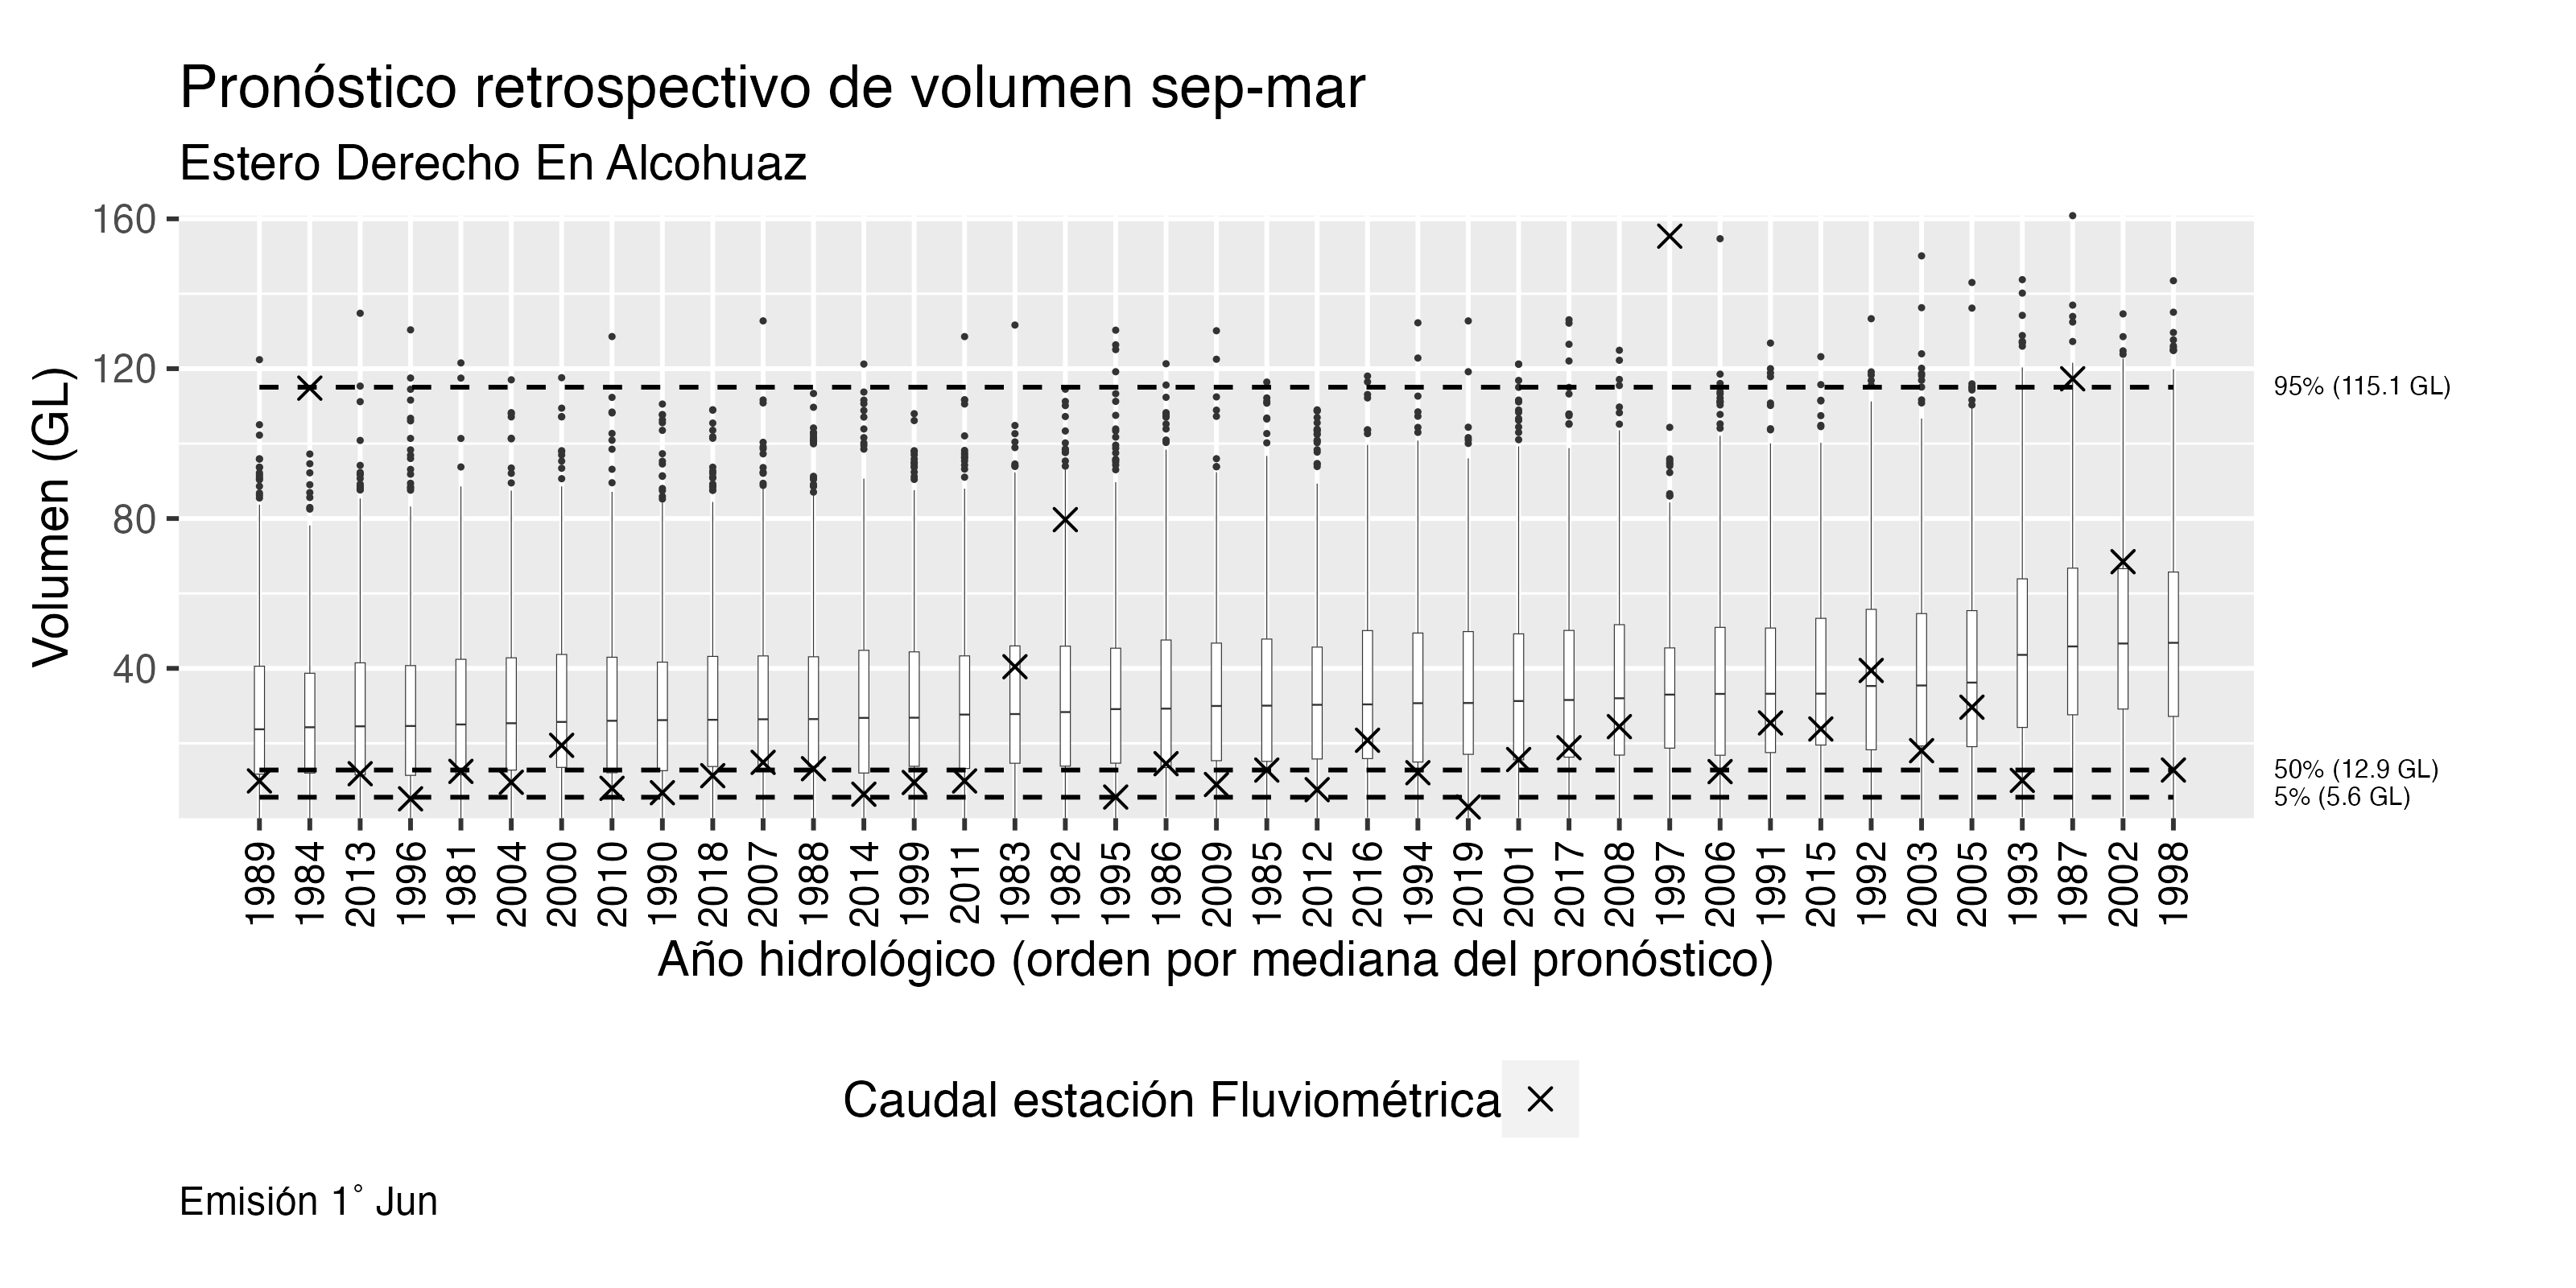 Pronóstico retrospectivo de volumen sep-mar
Estero Derecho En Alcohuaz
Volumen (GL)
160
120
80
40
95% (115.1 GL)
50% (12.9 GL)
5% (5.6 GL)
1989 1984 2013 1996 1981 2004 2000 2010 1990 2018 2007 1988 2014 1999 2011 1983 1982 1995 1986 2009 1985 2012 2016 1994 2019 2001 2017 2008 1997 2006 1991 2015 1992 2003 2005 1993 1987 2002 1998
Año hidrológico (orden por mediana del pronóstico)
Caudal estación Fluviométrica
Emisión 1° Jun